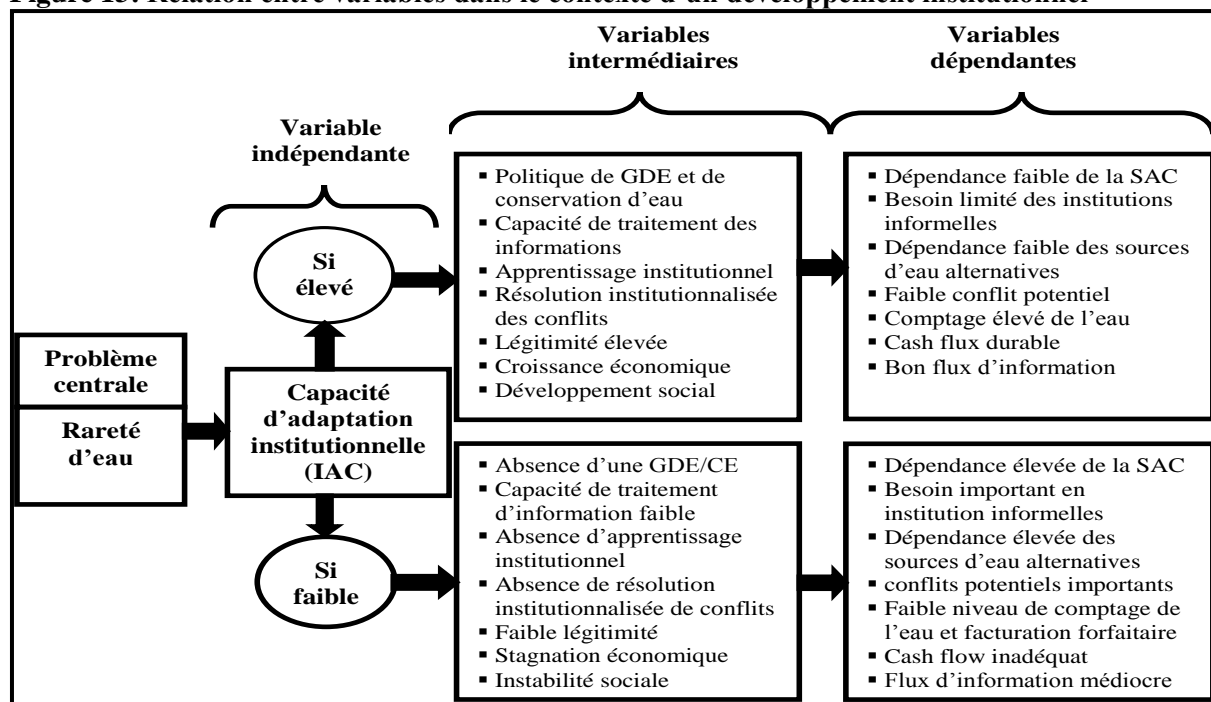 Figure 15: Relation entre variables dans le contexte d'un développement institutionnel
Variables
intermédiaires
Variables
dépendantes
Variable
indépendante
Si
élevé
Problème
centrale
Rareté
d'eau
Capacité
d'adaptation
institutionnelle
(IAC)
Si
faible
▪ Politique de GDE et de
conservation d'eau
▪ Capacité de traitement des
informations
▪ Apprentissage institutionnel
▪ Résolution institutionnalisée
des conflits
▪ Légitimité élevée
▪ Croissance économique
▪ Développement social
▪ Dépendance faible de la SAC
▪ Besoin limité des institutions
informelles
▪ Dépendance faible des sources
d'eau alternatives
▪ Faible conflit potentiel
▪ Comptage élevé de l'eau
▪ Cash flux durable
▪ Bon flux d'information
▪ Absence d'une GDE/CE
▪ Capacité de traitement
d'information faible
▪ Absence d'apprentissage
institutionnel
▪ Absence de résolution
institutionnalisée de conflits
▪ Faible légitimité
▪ Stagnation économique
▪ Instabilité sociale
▪ Dépendance élevée de la SAC
▪ Besoin important en
institution informelles
▪ Dépendance élevée des
sources d'eau alternatives
▪ conflits potentiels importants
▪ Faible niveau de comptage de
l'eau et facturation forfaitaire
▪ Cash flow inadéquat
▪ Flux d'information médiocre